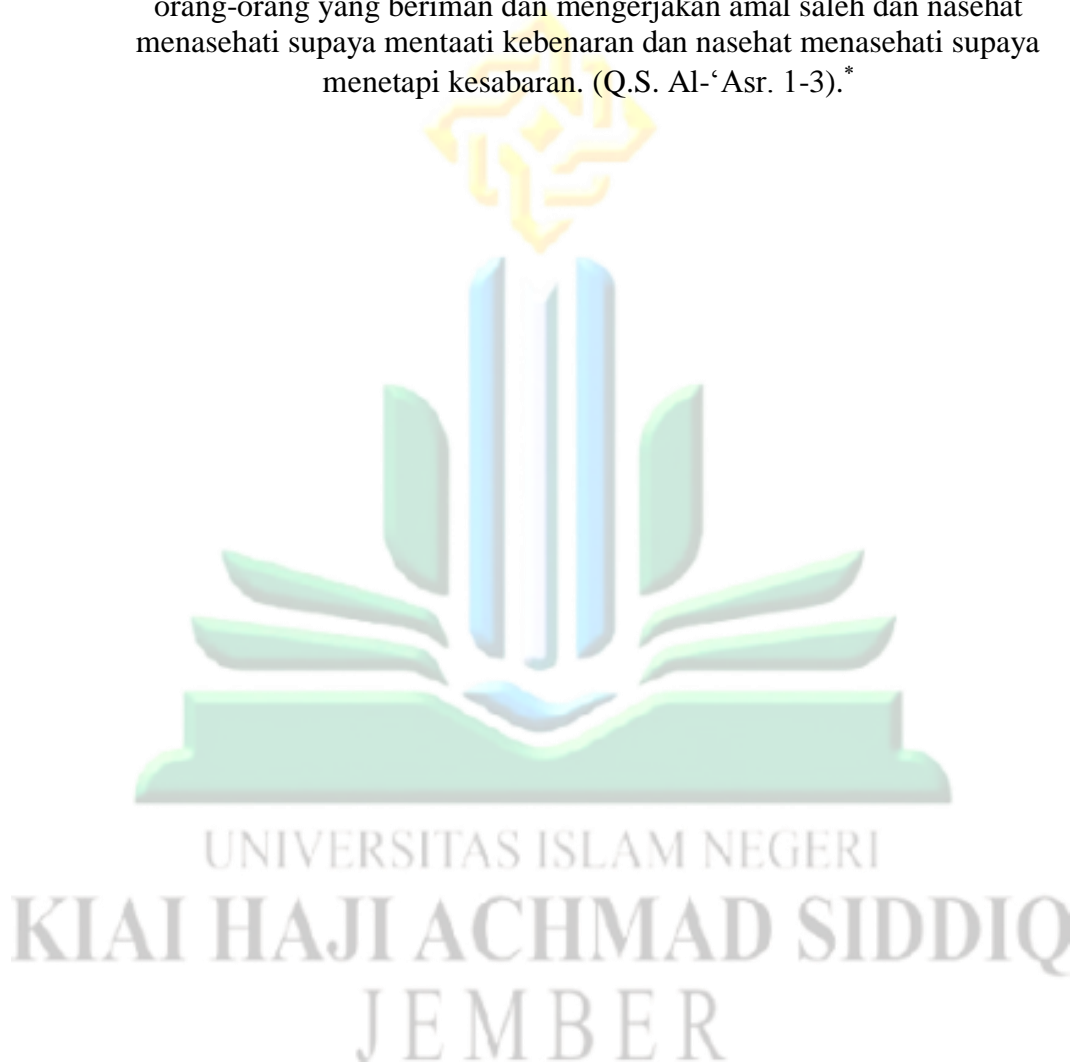 orang-orang yang beriman dan mengerjakan amal saleh dan nasehat
menasehati supaya mentaati kebenaran dan nasehat menasehati supaya
menetapi kesabaran. (Q.S. Al-‘Asr. 1-3).*
UNIVERSITAS ISLAM NEGERI
KIAI HAJI ACHMAD SIDDIQ
JEMBER